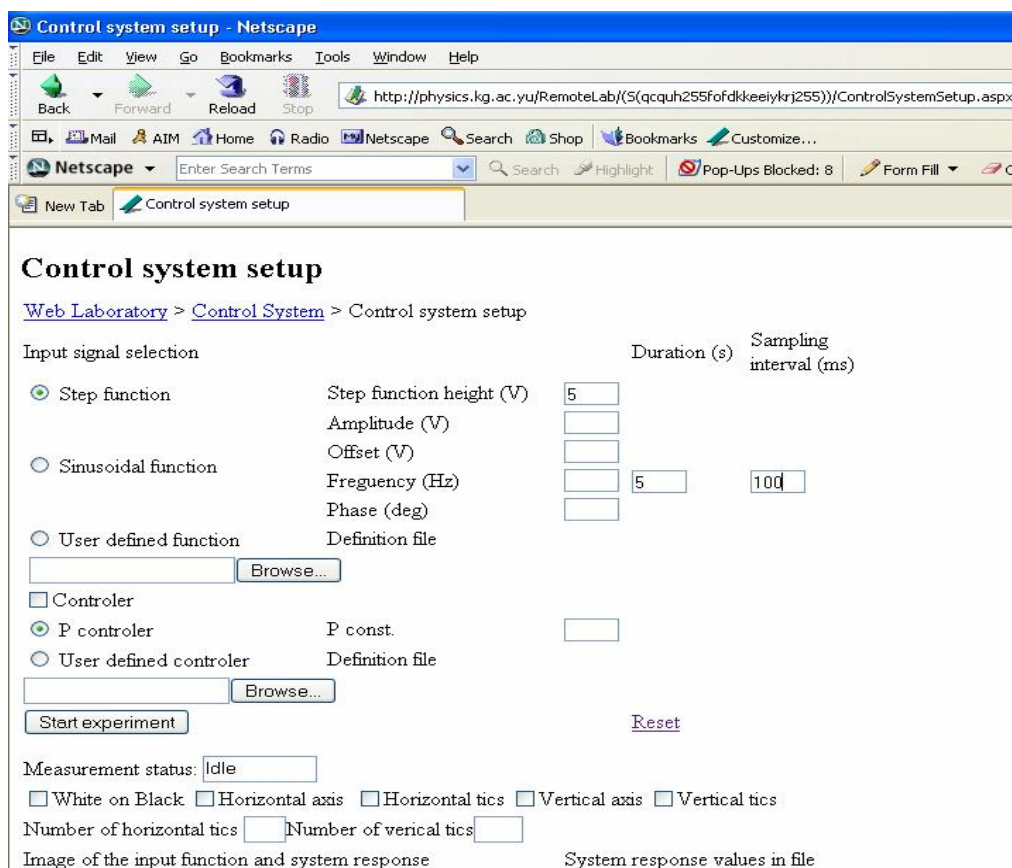 Control system setup - Netscape
File Edit View Go Bookmarks Tools Window Help
Back Forward Reload Stop http://physics.kg.ac.yu/RemoteLab/(S(qcquh255fofdkkeeiykrj255))/ControlSystemSetup.aspx
Mail AIM Home Radio Netscape Search Shop Bookmarks Customize...
Netscape Enter Search Terms Search Highlight Pop-Ups Blocked: 8 Form Fill
New Tab Control system setup
Control system setup
Web Laboratory > Control System > Control system setup
Input signal selection Duration (s) Sampling interval (ms)
Step function Step function height (V) 5
Amplitude (V)
Offset (V)
Sinusoidal function
Freguency (Hz) 5 100
Phase (deg)
User defined function Definition file
Browse...
Controler
P controler P const.
User defined controler Definition file
Browse...
Start experiment Reset
Measurement status: Idle
White on Black Horizontal axis Horizontal tics Vertical axis Vertical tics
Number of horizontal tics Number of verical tics
Image of the input function and system response System response values in file